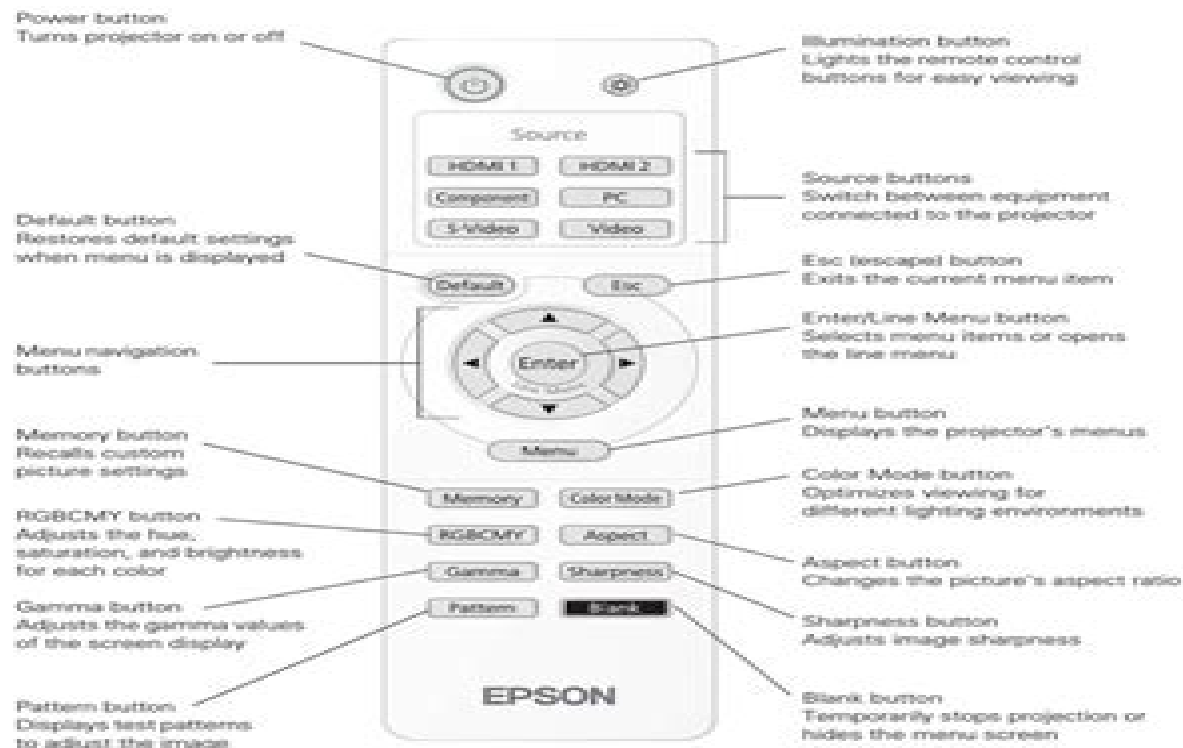 Power button
Turns projector on or off
Illumination button
Lights the remote control
buttons for easy viewing
Source
HDMI 1
HDMI 2
Component
PC
S-Video
Video
Source buttons
Switch between equipment
connected to the projector
Default button
Restores default settings
when menu is displayed
Default
Esc
Esc (escape) button
Exits the current menu item
Enter/Line Menu button
Selects menu items or opens
the line menu
Menu navigation
buttons
Enter
Line Menu
Menu
Menu button
Displays the projector's menus
Memory button
Recalls custom
picture settings
Memory
Color Mode
Color Mode button
Optimizes viewing for
different lighting environments
RGBCMY button
Adjusts the hue,
saturation, and brightness
for each color
RGBCMY
Aspect
Aspect button
Changes the picture's aspect ratio
Gamma
Sharpness
Gamma button
Adjusts the gamma values
of the screen display
Sharpness button
Adjusts image sharpness
Pattern
Blank
EPSON
Pattern button
Displays test patterns
to adjust the image
Blank button
Temporarily stops projection or
hides the menu screen